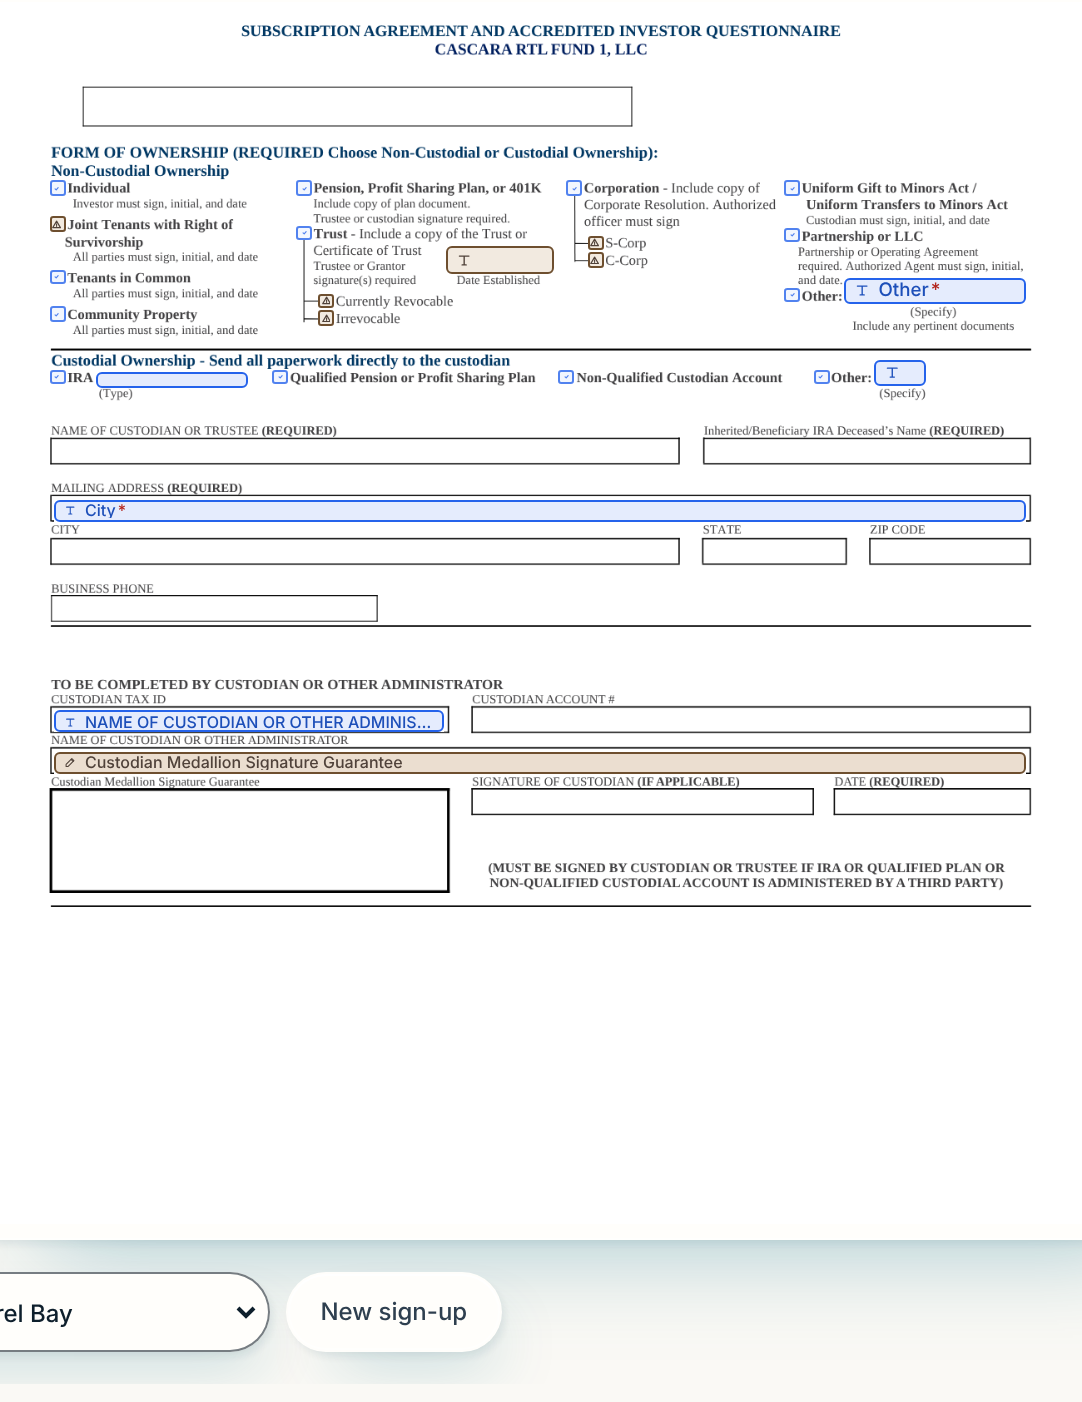 SUBSCRIPTION AGREEMENT AND ACCREDITED INVESTOR QUESTIONNAIRE
CASCARA RTL FUND 1, LLC
FORM OF OWNERSHIP (REQUIRED Choose Non-Custodial or Custodial Ownership):
Non-Custodial Ownership
Individual
Investor must sign, initial, and date
Joint Tenants with Right of
Survivorship
All parties must sign, initial, and date
Tenants in Common
All parties must sign, initial, and date
Community Property
All parties must sign, initial, and date
Pension, Profit Sharing Plan, or 401K
Include copy of plan document.
Trustee or custodian signature required.
Trust - Include a copy of the Trust or
Certificate of Trust
Trustee or Grantor
signature(s) required
T
Date Established
Currently Revocable
Irrevocable
Corporation - Include copy of
Corporate Resolution. Authorized
officer must sign
S-Corp
C-Corp
Uniform Gift to Minors Act /
Uniform Transfers to Minors Act
Custodian must sign, initial, and date
Partnership or LLC
Partnership or Operating Agreement
required. Authorized Agent must sign, initial,
and date.
Other: T Other*
(Specify)
Include any pertinent documents
Custodial Ownership - Send all paperwork directly to the custodian
IRA
(Type)
Qualified Pension or Profit Sharing Plan
Non-Qualified Custodian Account
Other: T
(Specify)
NAME OF CUSTODIAN OR TRUSTEE (REQUIRED)
Inherited/Beneficiary IRA Deceased’s Name (REQUIRED)
MAILING ADDRESS (REQUIRED)
T City*
CITY
STATE
ZIP CODE
BUSINESS PHONE
TO BE COMPLETED BY CUSTODIAN OR OTHER ADMINISTRATOR
CUSTODIAN TAX ID
CUSTODIAN ACCOUNT #
T NAME OF CUSTODIAN OR OTHER ADMINIS...
NAME OF CUSTODIAN OR OTHER ADMINISTRATOR
Custodian Medallion Signature Guarantee
Custodian Medallion Signature Guarantee
SIGNATURE OF CUSTODIAN (IF APPLICABLE)
DATE (REQUIRED)
(MUST BE SIGNED BY CUSTODIAN OR TRUSTEE IF IRA OR QUALIFIED PLAN OR
NON-QUALIFIED CUSTODIAL ACCOUNT IS ADMINISTERED BY A THIRD PARTY)
rel Bay
New sign-up